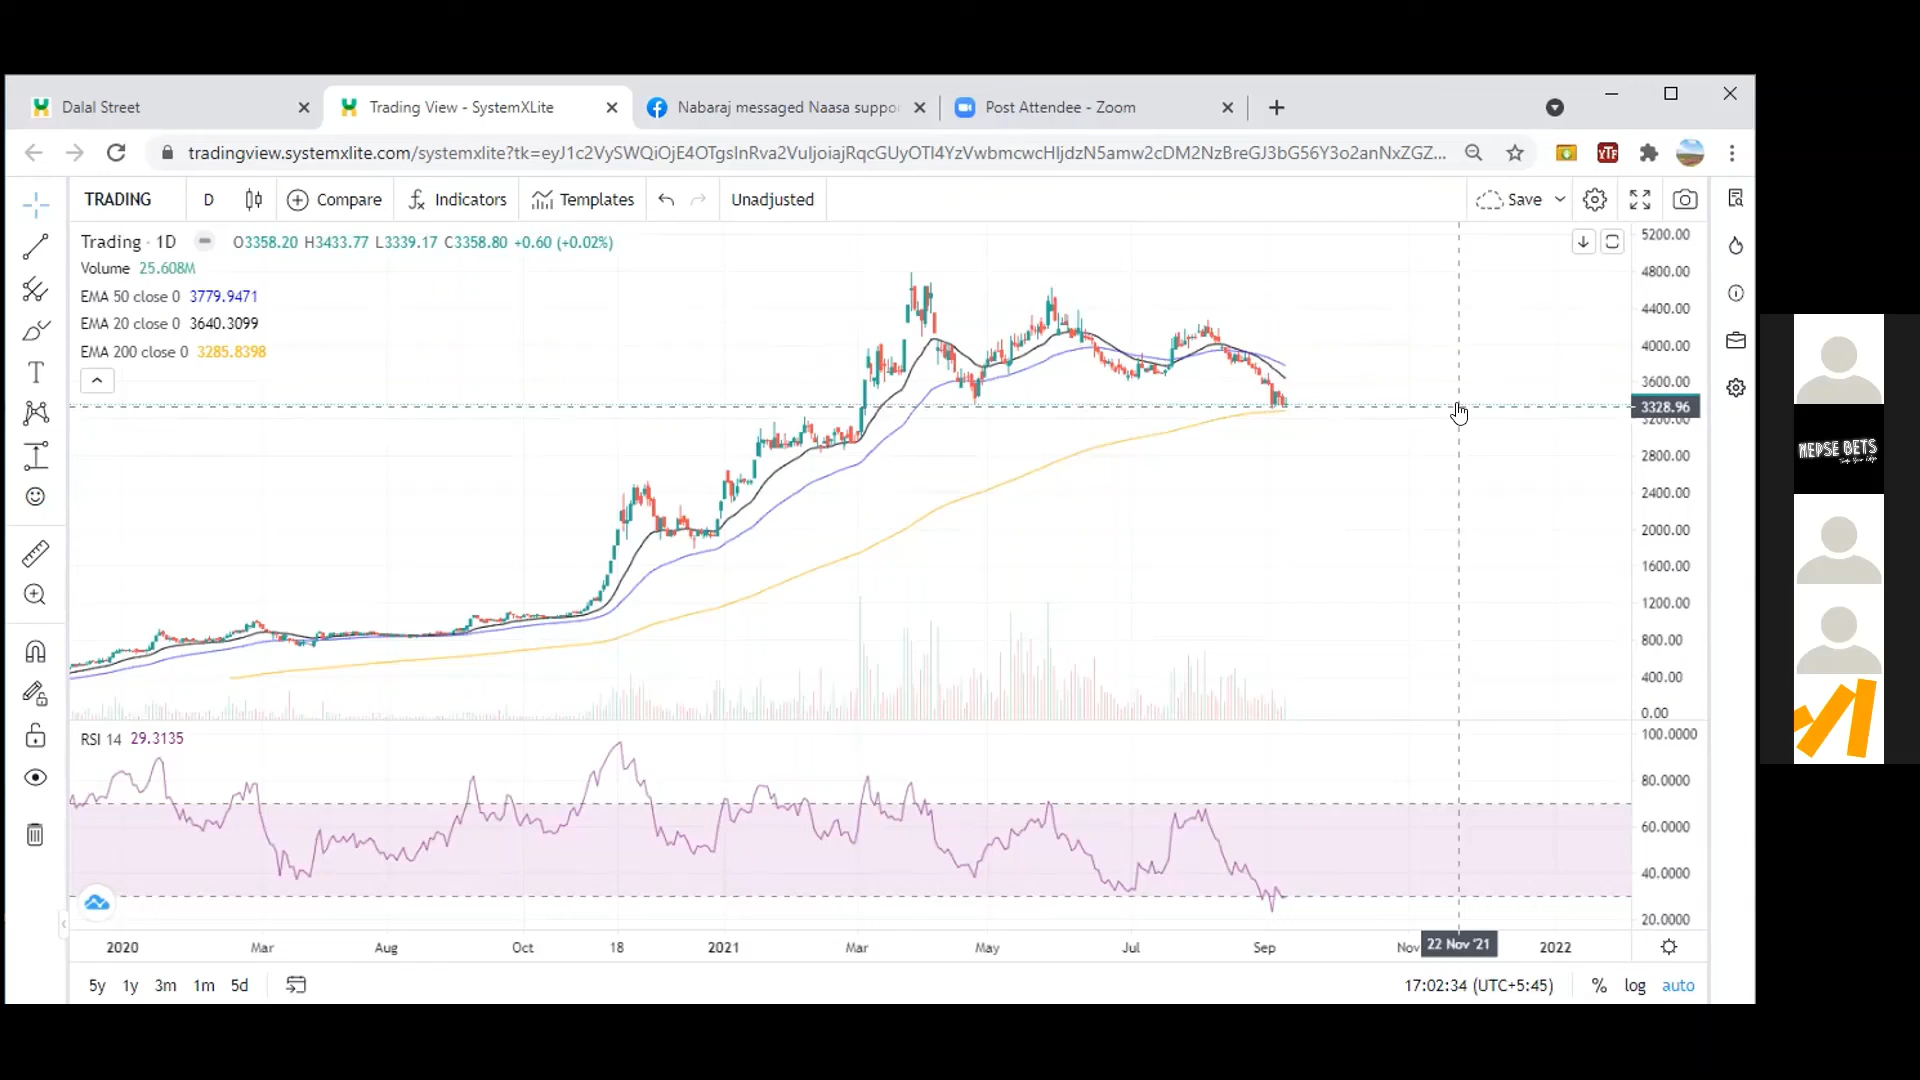 Dalal Street
Trading View - SystemXLite
Nabaraj messaged Naasa suppo
Post Attendee - Zoom
TRADING D Compare Indicators Templates Unadjusted Save
Trading · 1D O3358.20 H3433.77 L3339.17 C3358.80 +0.60 (+0.02%)
Volume 25.608M
EMA 50 close 0 3779.9471
EMA 20 close 0 3640.3099
EMA 200 close 0 3285.8398
5200.00
4800.00
4400.00
4000.00
3600.00
3328.96
3200.00
2800.00
2400.00
2000.00
1600.00
1200.00
800.00
400.00
0.00
RSI 14 29.3135
100.0000
80.0000
60.0000
40.0000
20.0000
2020 Mar Aug Oct 18 2021 Mar May Jul Sep Nov 22 Nov '21 2022
5y 1y 3m 1m 5d
17:02:34 (UTC+5:45) % log auto
YTF
NEPSE BETS